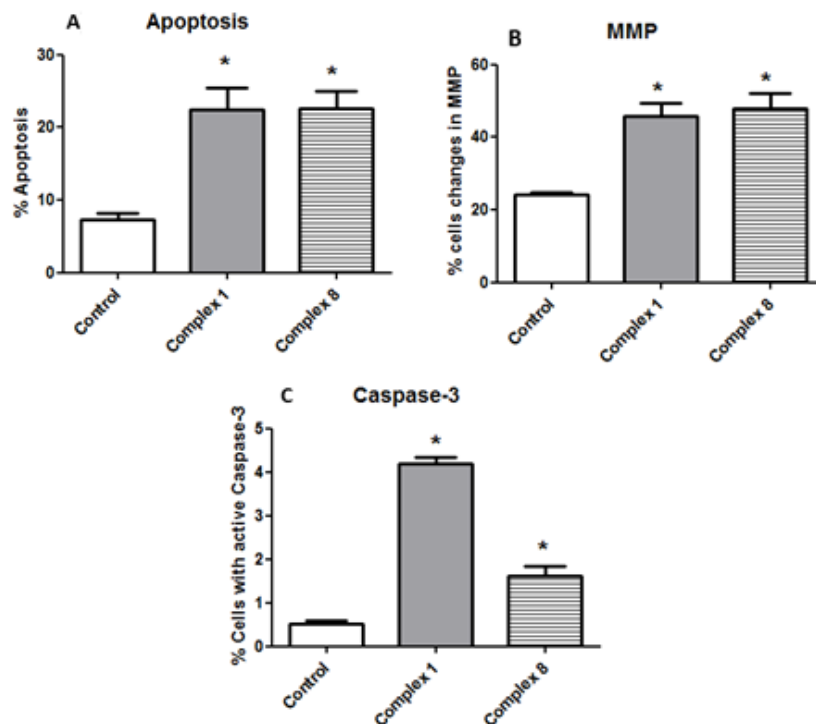 A Apoptosis
% Apoptosis
30
20
10
0
*
*
Control
Complex 1
Complex 8
B MMP
% cells changes in MMP
60
40
20
0
*
*
Control
Complex 1
Complex 8
C Caspase-3
% Cells with active Caspase-3
5
4
3
2
1
0
*
*
Control
Complex 1
Complex 8